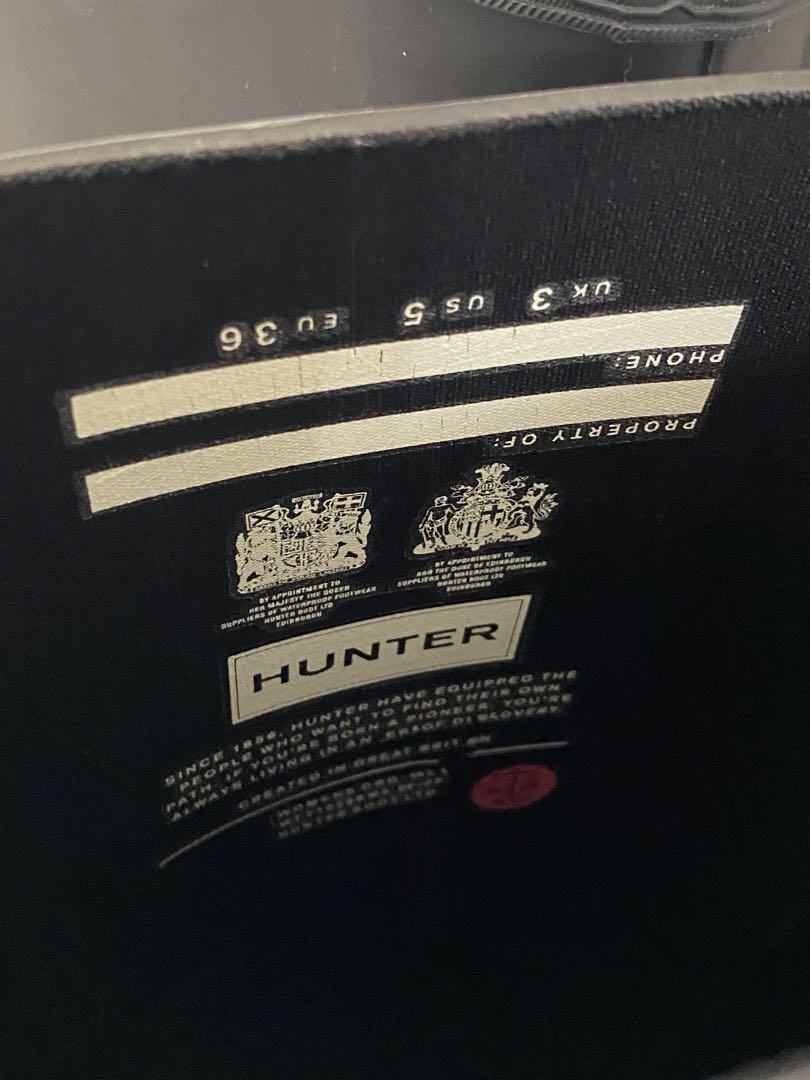 UK 3 US 5 EU 36
PHONE:
PROPERTY OF:
BY APPOINTMENT TO
HER MAJESTY THE QUEEN
SUPPLIERS OF WATERPROOF FOOTWEAR
HUNTER BOOT LTD
EDINBURGH
BY APPOINTMENT TO
HRH THE DUKE OF EDINBURGH
SUPPLIERS OF WATERPROOF FOOTWEAR
HUNTER BOOT LTD
EDINBURGH
HUNTER
SINCE 1856, HUNTER HAVE EQUIPPED THE
PEOPLE WHO WANT TO FIND THEIR OWN
PATH. IF YOU'RE BORN A PIONEER, YOU'RE
ALWAYS LIVING IN AN AGE OF DISCOVERY
CREATED IN GREAT BRITAIN